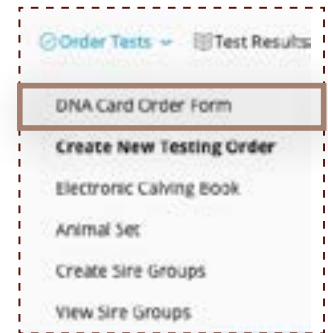 Order Tests Test Results
DNA Card Order Form
Create New Testing Order
Electronic Calving Book
Animal Set
Create Sire Groups
View Sire Groups